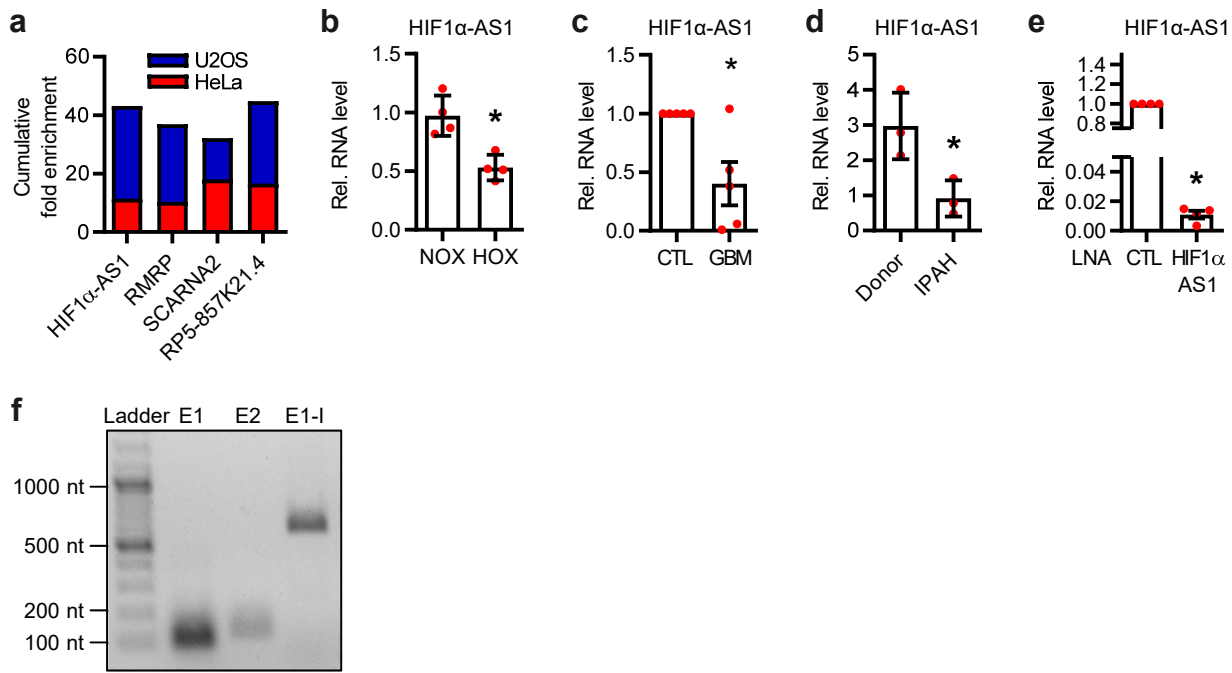 a
60
40
20
0
Cumulative
fold enrichment
U2OS
HeLa
HIF1α-AS1
RMRP
SCARNA2
RP5-857K21.4
b
HIF1α-AS1
Rel. RNA level
1.5
1.0
0.5
0.0
*
NOX HOX
c
HIF1α-AS1
Rel. RNA level
1.5
1.0
0.5
0.0
*
CTL GBM
d
HIF1α-AS1
Rel. RNA level
5
4
3
2
1
0
*
Donor
IPAH
e
HIF1α-AS1
Rel. RNA level
1.4
1.2
1.0
0.8
0.04
0.02
0.00
*
LNA CTL HIF1α
AS1
f
Ladder E1 E2 E1-I
1000 nt
500 nt
200 nt
100 nt